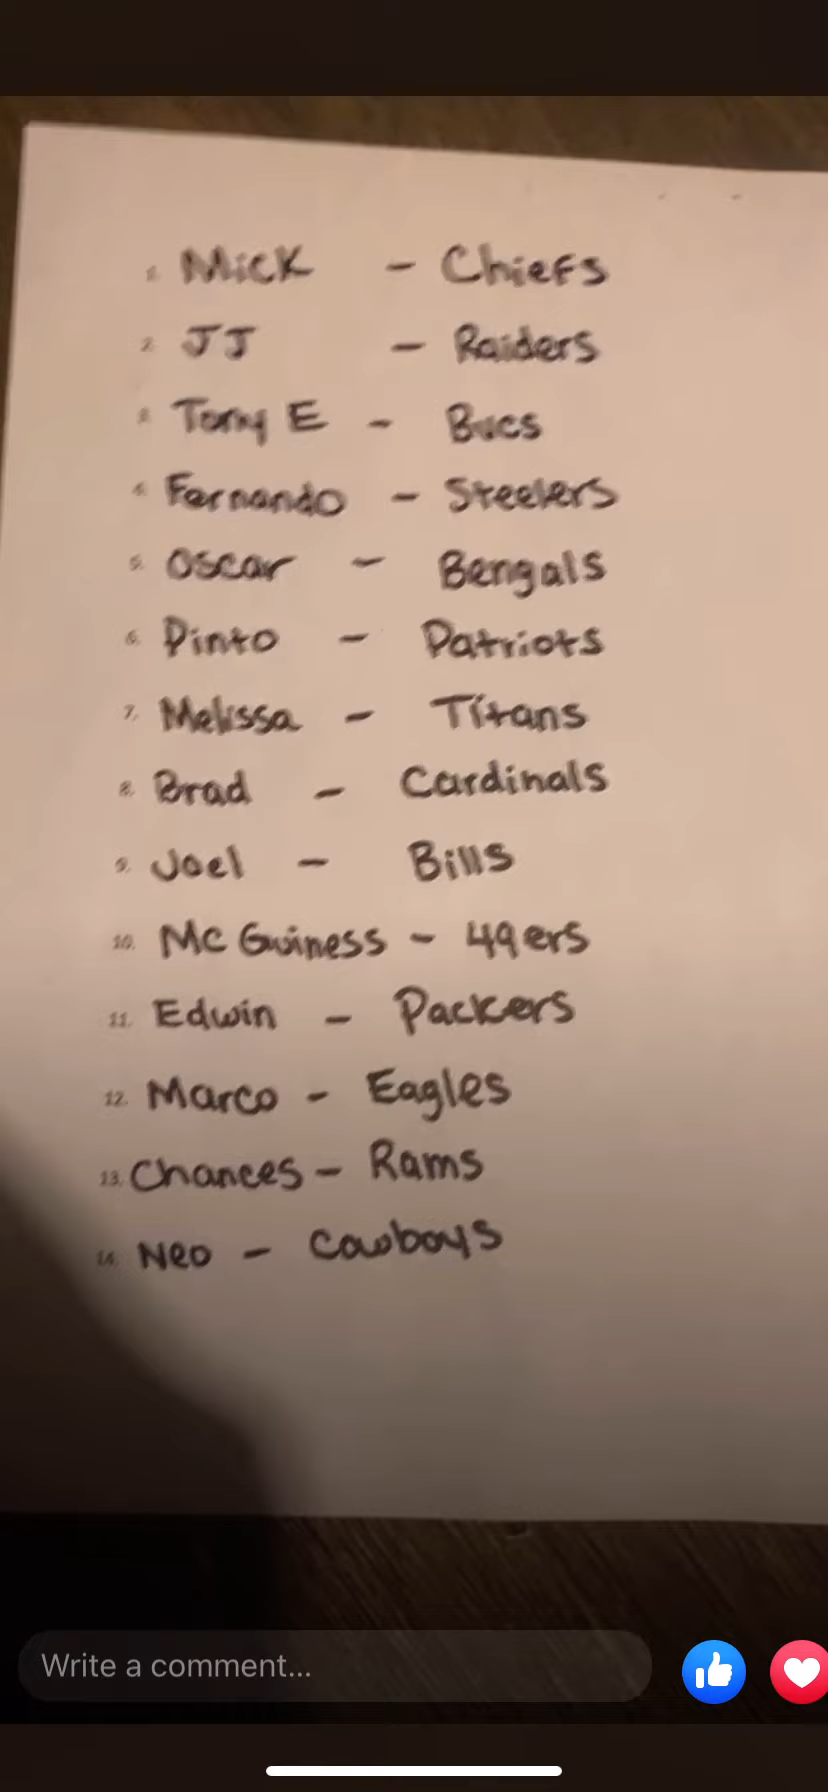 1. Mick - Chiefs
2. JJ - Raiders
3. Tony E - Bucs
4. Fernando - Steelers
5. Oscar - Bengals
6. Pinto - Patriots
7. Melissa - Titans
8. Brad - Cardinals
9. Joel - Bills
10. Mc Guiness - 49ers
11. Edwin - Packers
12. Marco - Eagles
13. Chances - Rams
14. Neo - Cowboys
Write a comment...